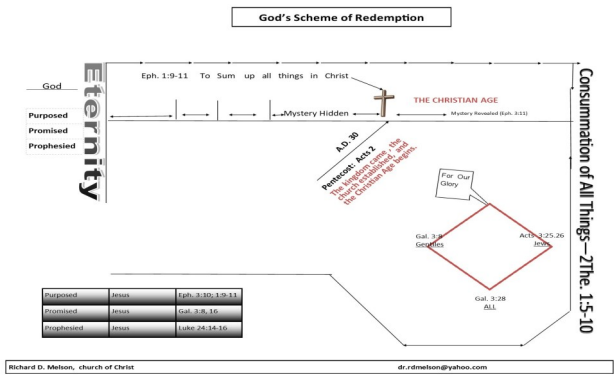 God's Scheme of Redemption
Eph. 1:9-11 To Sum up all things in Christ
God
Eternity
Purposed
Promised
Prophesied
Mystery Hidden
THE CHRISTIAN AGE
Mystery Revealed (Eph. 3:11)
A.D. 30
Pentecost: Acts 2
The kingdom came , the
church established, and
the Christian Age begins.
Consummation of All Things—2The. 1:5-10
For Our
Glory
Gal. 3:8
Gentiles
Acts 3:25.26
Jews
Gal. 3:28
ALL
Purposed Jesus Eph. 3:10; 1:9-11
Promised Jesus Gal. 3:8, 16
Prophesied Jesus Luke 24:14-16
Richard D. Melson, church of Christ dr.rdmelson@yahoo.com